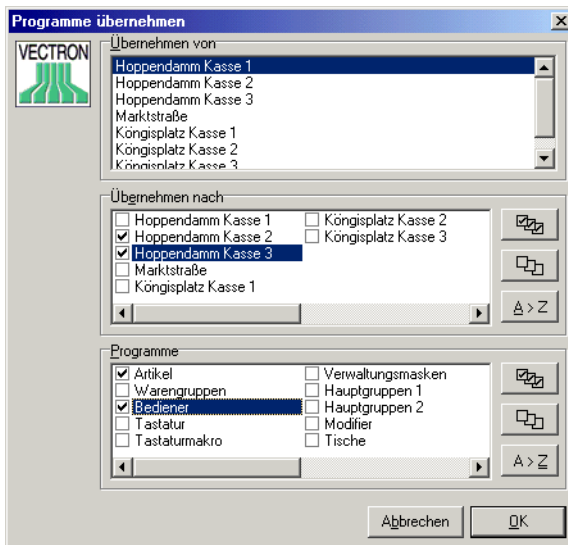 Programme übernehmen
VECTRON
Übernehmen von
Hoppendamm Kasse 1
Hoppendamm Kasse 2
Hoppendamm Kasse 3
Marktstraße
Köngisplatz Kasse 1
Köngisplatz Kasse 2
Köngisplatz Kasse 3
Übernehmen nach
Hoppendamm Kasse 1 Köngisplatz Kasse 2
Hoppendamm Kasse 2 Köngisplatz Kasse 3
Hoppendamm Kasse 3
Marktstraße
Köngisplatz Kasse 1
A > Z
Programme
Artikel Verwaltungsmasken
Warengruppen Hauptgruppen 1
Bediener Hauptgruppen 2
Tastatur Modifier
Tastaturmakro Tische
A > Z
Abbrechen OK